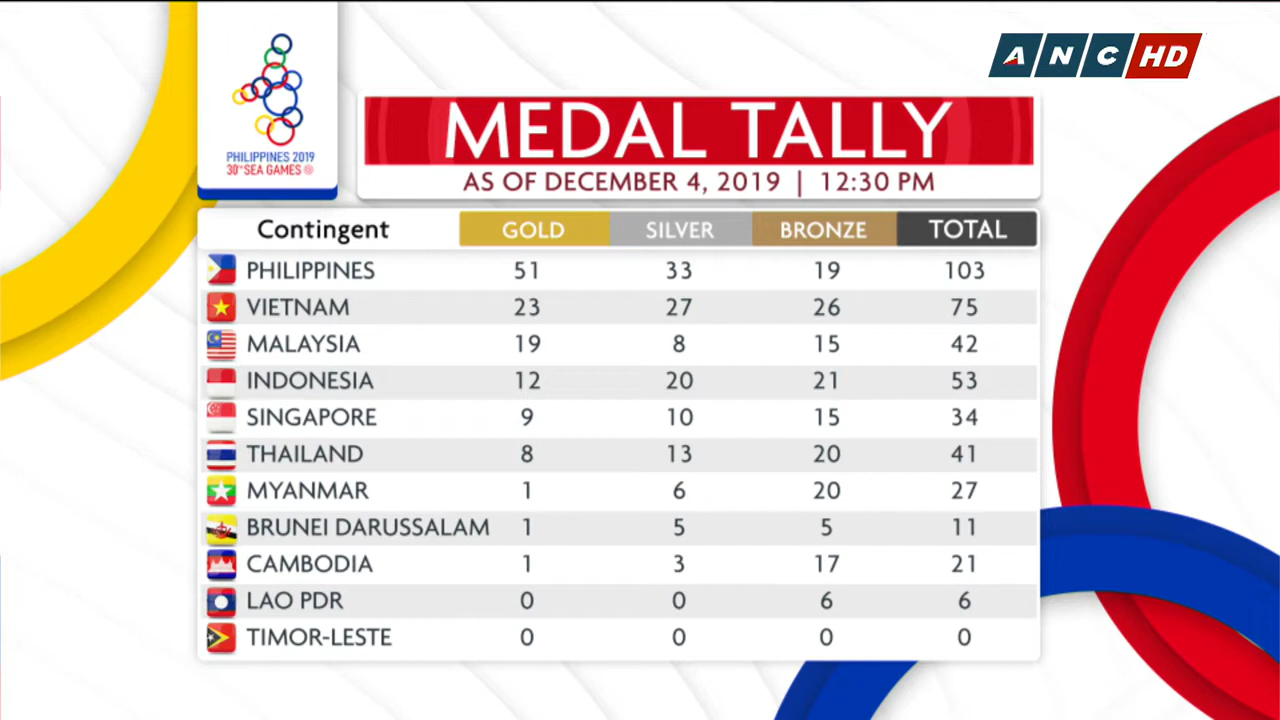 ANC HD
PHILIPPINES 2019
30TH SEA GAMES
MEDAL TALLY
AS OF DECEMBER 4, 2019 | 12:30 PM
Contingent GOLD SILVER BRONZE TOTAL
PHILIPPINES 51 33 19 103
VIETNAM 23 27 26 75
MALAYSIA 19 8 15 42
INDONESIA 12 20 21 53
SINGAPORE 9 10 15 34
THAILAND 8 13 20 41
MYANMAR 1 6 20 27
BRUNEI DARUSSALAM 1 5 5 11
CAMBODIA 1 3 17 21
LAO PDR 0 0 6 6
TIMOR-LESTE 0 0 0 0